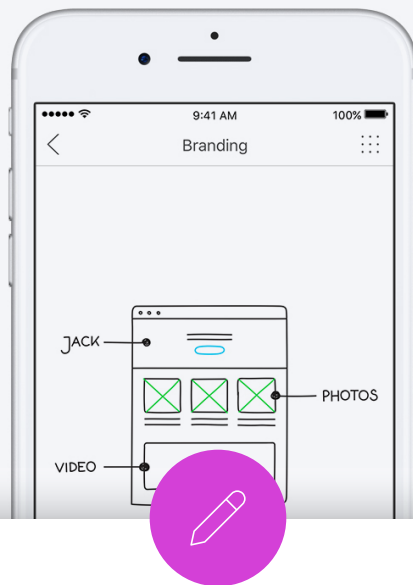 9:41 AM
100%
Branding
JACK
PHOTOS
VIDEO